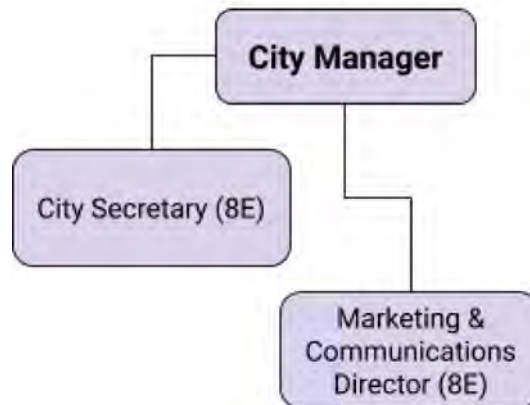 City Manager
City Secretary (8E)
Marketing &
Communications
Director (8E)